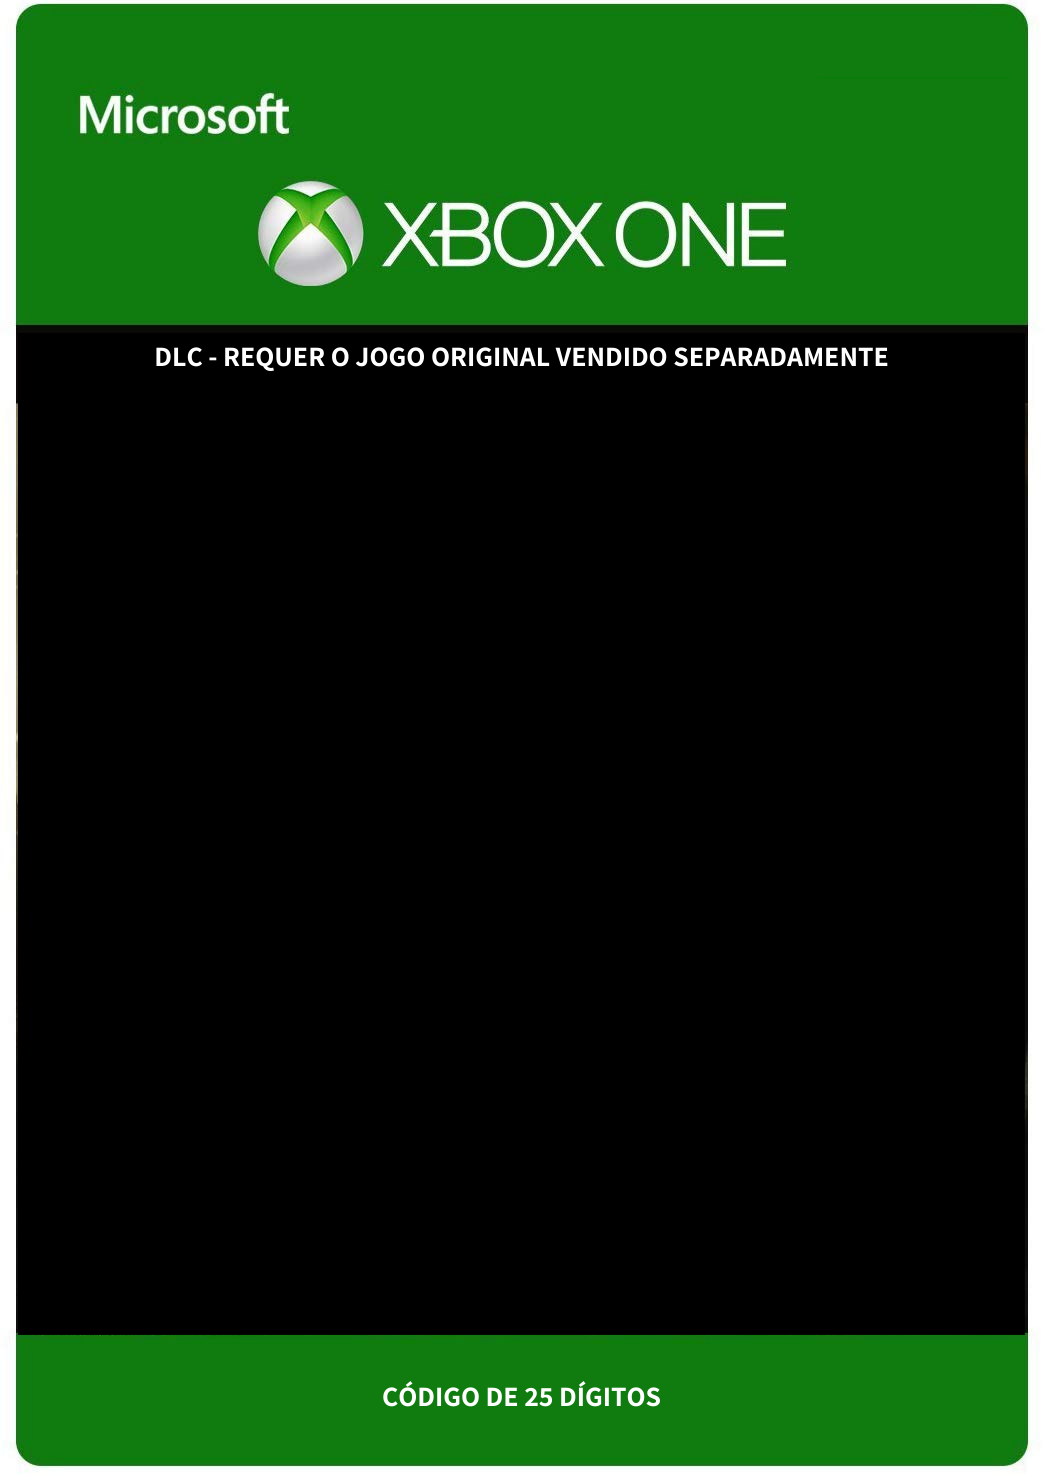 Microsoft
XBOX ONE
DLC - REQUER O JOGO ORIGINAL VENDIDO SEPARADAMENTE
CÓDIGO DE 25 DÍGITOS